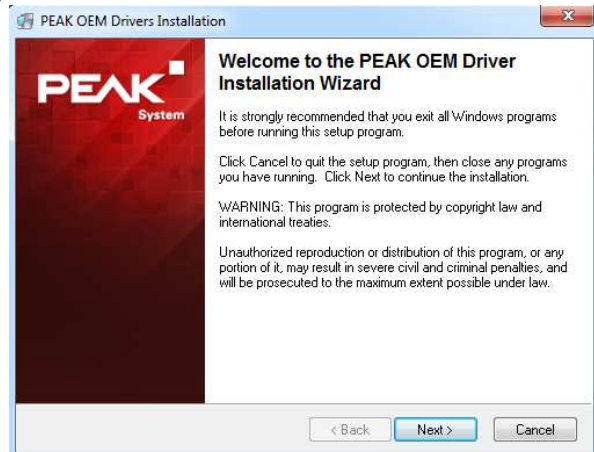 PEAK OEM Drivers Installation
PEAK
System
Welcome to the PEAK OEM Driver
Installation Wizard
It is strongly recommended that you exit all Windows programs
before running this setup program.
Click Cancel to quit the setup program, then close any programs
you have running. Click Next to continue the installation.
WARNING: This program is protected by copyright law and
international treaties.
Unauthorized reproduction or distribution of this program, or any
portion of it, may result in severe civil and criminal penalties, and
will be prosecuted to the maximum extent possible under law.
< Back Next > Cancel